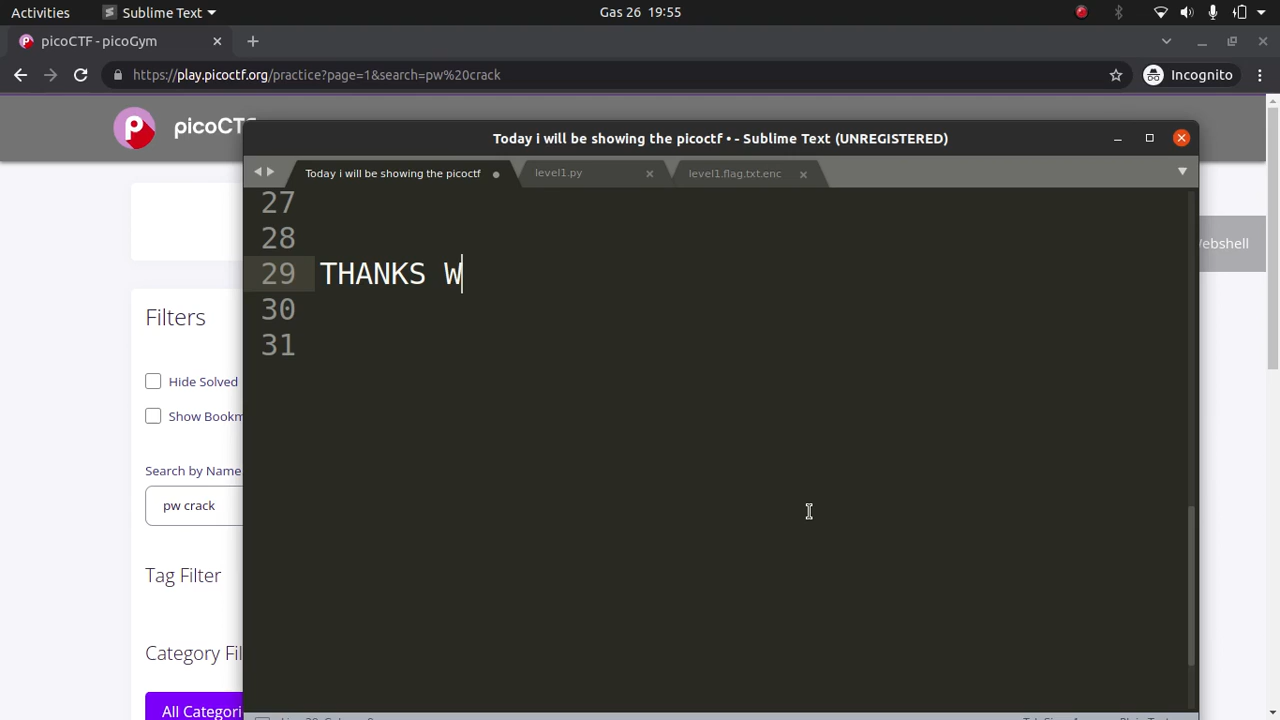 Activities
Sublime Text
Gas 26 19:55
picoCTF - picoGym
https://play.picoctf.org/practice?page=1&search=pw%20crack
Incognito
picoCTF
Today i will be showing the picoctf • - Sublime Text (UNREGISTERED)
Today i will be showing the picoctf
level1.py
level1.flag.txt.enc
27
28
29 THANKS W
30
31
Filters
Hide Solved
Show Bookm
Search by Name
pw crack
Tag Filter
Category Fil
All Categori
ebshell